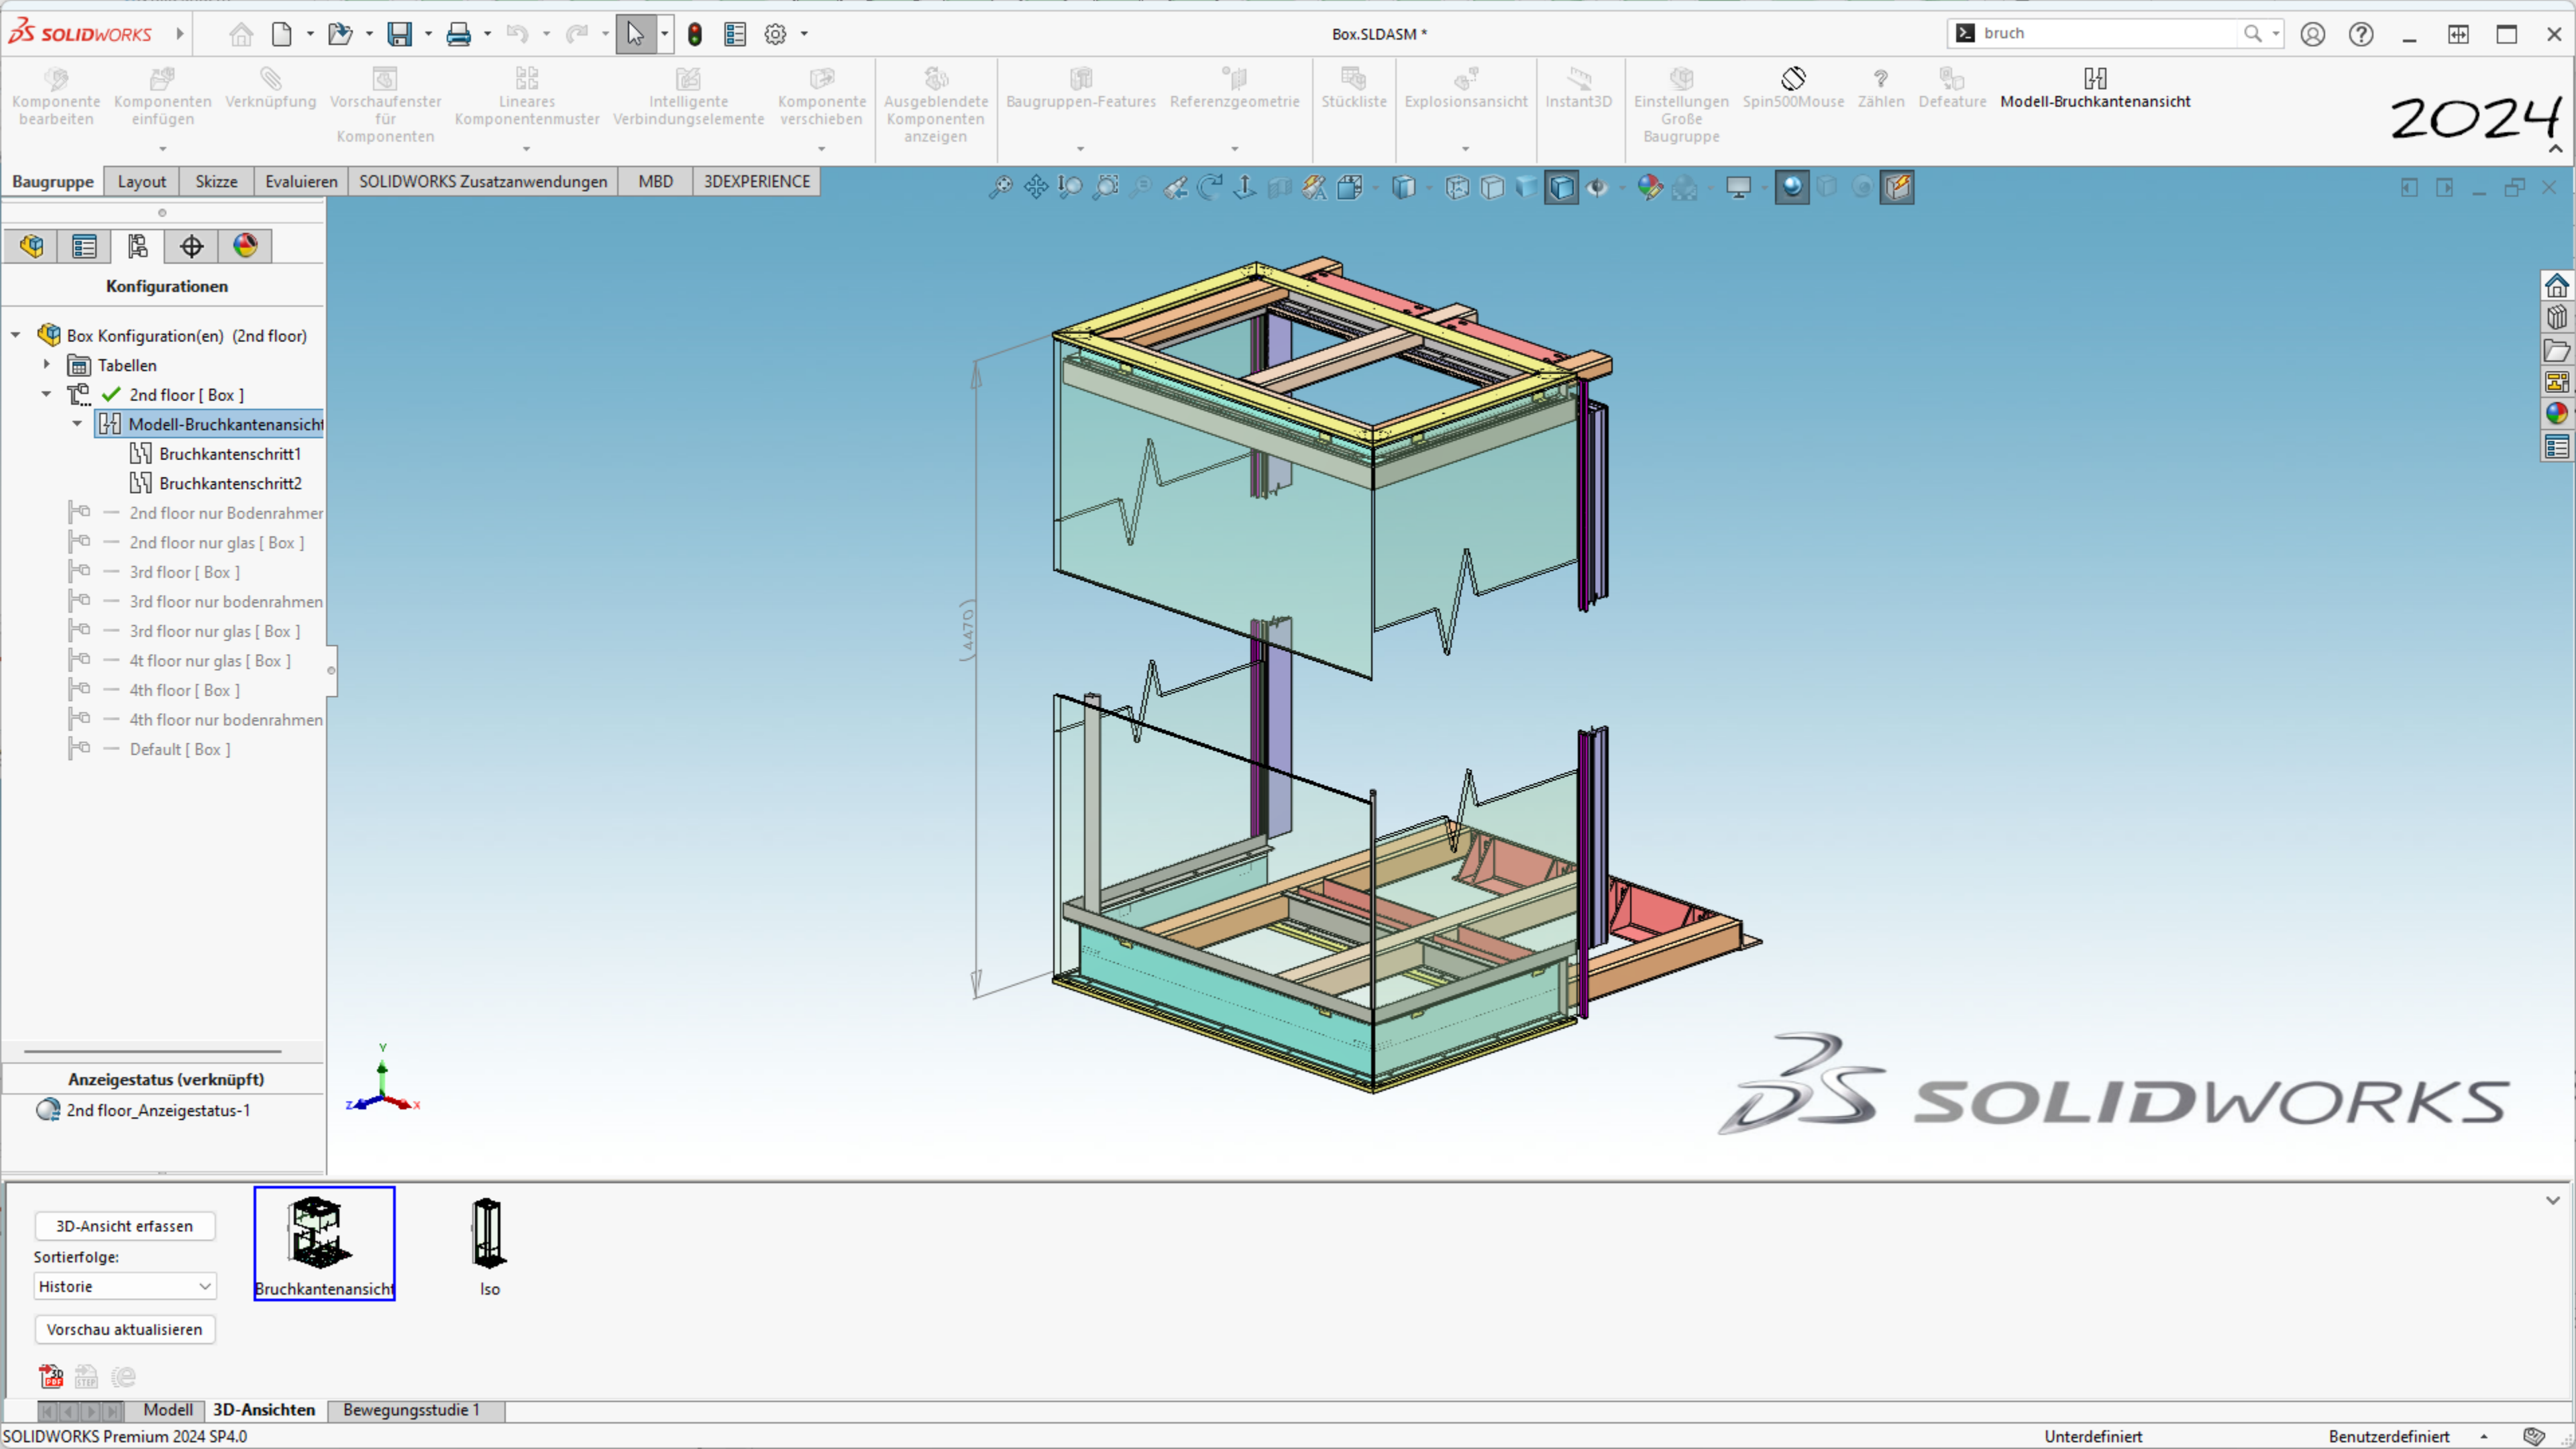 SOLIDWORKS
Box.SLDASM *
bruch
Komponente bearbeiten
Komponenten einfügen
Verknüpfung
Vorschaufenster für Komponenten
Lineares Komponentenmuster
Intelligente Verbindungselemente
Komponente verschieben
Ausgeblendete Komponenten anzeigen
Baugruppen-Features
Referenzgeometrie
Stückliste
Explosionsansicht
Instant3D
Einstellungen Große Baugruppe
Spin500Mouse
Zählen
Defeature
Modell-Bruchkantenansicht
2024
Baugruppe
Layout
Skizze
Evaluieren
SOLIDWORKS Zusatzanwendungen
MBD
3DEXPERIENCE
Konfigurationen
Box Konfiguration(en) (2nd floor)
Tabellen
2nd floor [ Box ]
Modell-Bruchkantenansicht
Bruchkantenschritt1
Bruchkantenschritt2
2nd floor nur Bodenrahmen
2nd floor nur glas [ Box ]
3rd floor [ Box ]
3rd floor nur bodenrahmen
3rd floor nur glas [ Box ]
4t floor nur glas [ Box ]
4th floor [ Box ]
4th floor nur bodenrahmen
Default [ Box ]
(4470)
Anzeigestatus (verknüpft)
2nd floor_Anzeigestatus-1
Y
Z
X
SOLIDWORKS
3D-Ansicht erfassen
Sortierfolge:
Historie
Vorschau aktualisieren
Bruchkantenansicht
Iso
3D
PDF
STEP
Modell
3D-Ansichten
Bewegungsstudie 1
SOLIDWORKS Premium 2024 SP4.0
Unterdefiniert
Benutzerdefiniert